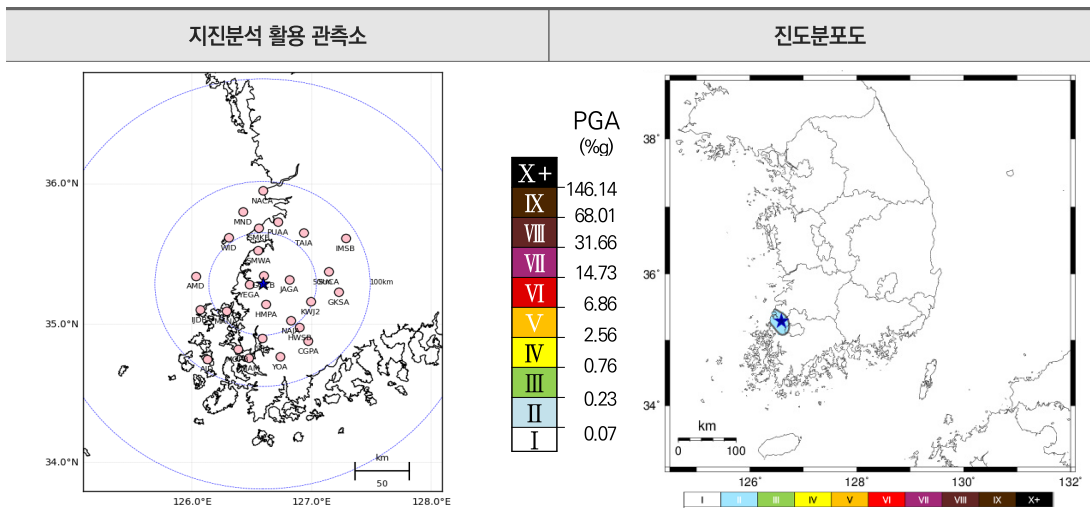 지진분석 활용 관측소
진도분포도
36.0°N
35.0°N
34.0°N
126.0°E
127.0°E
128.0°E
NACA
MND
PUAA
WID
TAIA
IMSB
SMWA
AMD
YEGA
JAGA
100km
GKSA
KWJ2
HMPA
NAJA
HWSB
CGPA
YOA
km
50
PGA
(%g)
X+
IX
VIII
VII
VI
V
IV
III
II
I
146.14
68.01
31.66
14.73
6.86
2.56
0.76
0.23
0.07
38°
36°
34°
126°
128°
130°
132°
km
0
100
I
II
III
IV
V
VI
VII
VIII
IX
X+